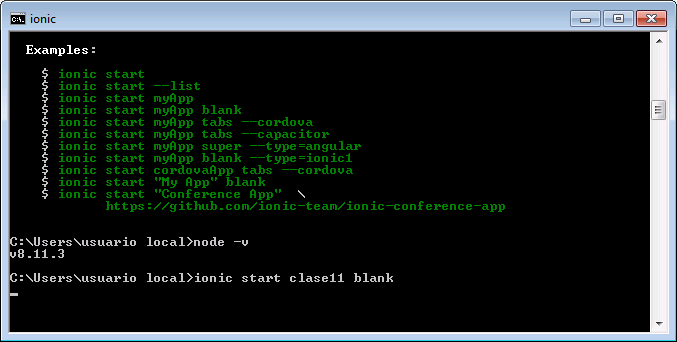 ionic
Examples:
$ ionic start
$ ionic start --list
$ ionic start myApp
$ ionic start myApp blank
$ ionic start myApp tabs --cordova
$ ionic start myApp tabs --capacitor
$ ionic start myApp super --type=angular
$ ionic start myApp blank --type=ionic1
$ ionic start cordovaApp tabs --cordova
$ ionic start "My App" blank
$ ionic start "Conference App" \
https://github.com/ionic-team/ionic-conference-app
C:\Users\usuario local>node -v
v8.11.3
C:\Users\usuario local>ionic start clase11 blank